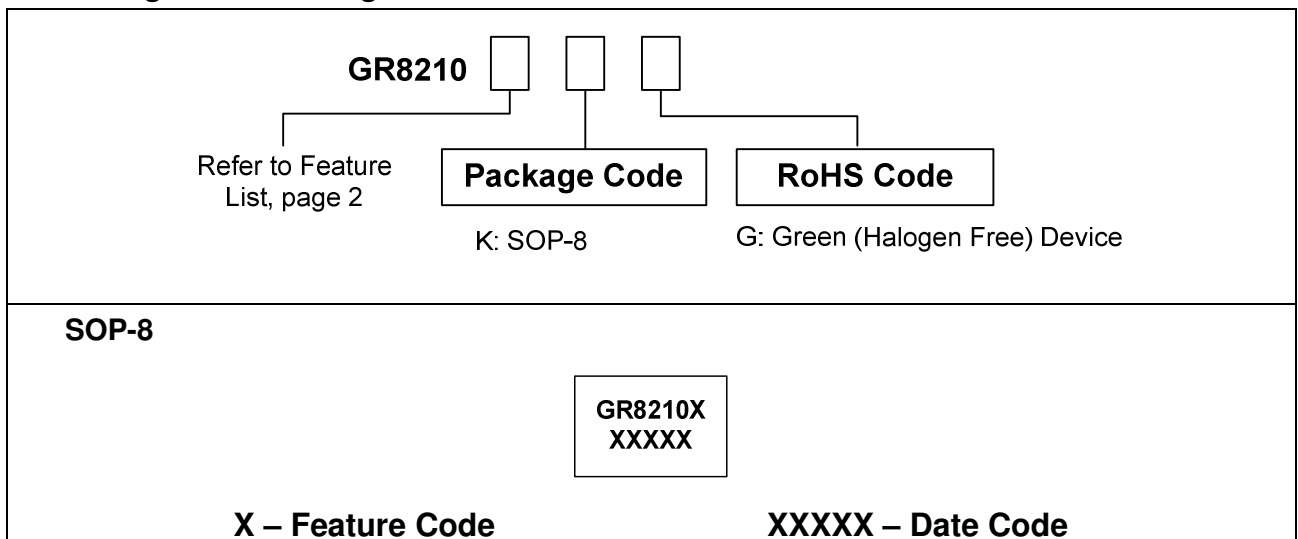 GR8210
Refer to Feature
List, page 2
Package Code
RoHS Code
K: SOP-8
G: Green (Halogen Free) Device
SOP-8
GR8210X
XXXXX
X – Feature Code
XXXXX – Date Code